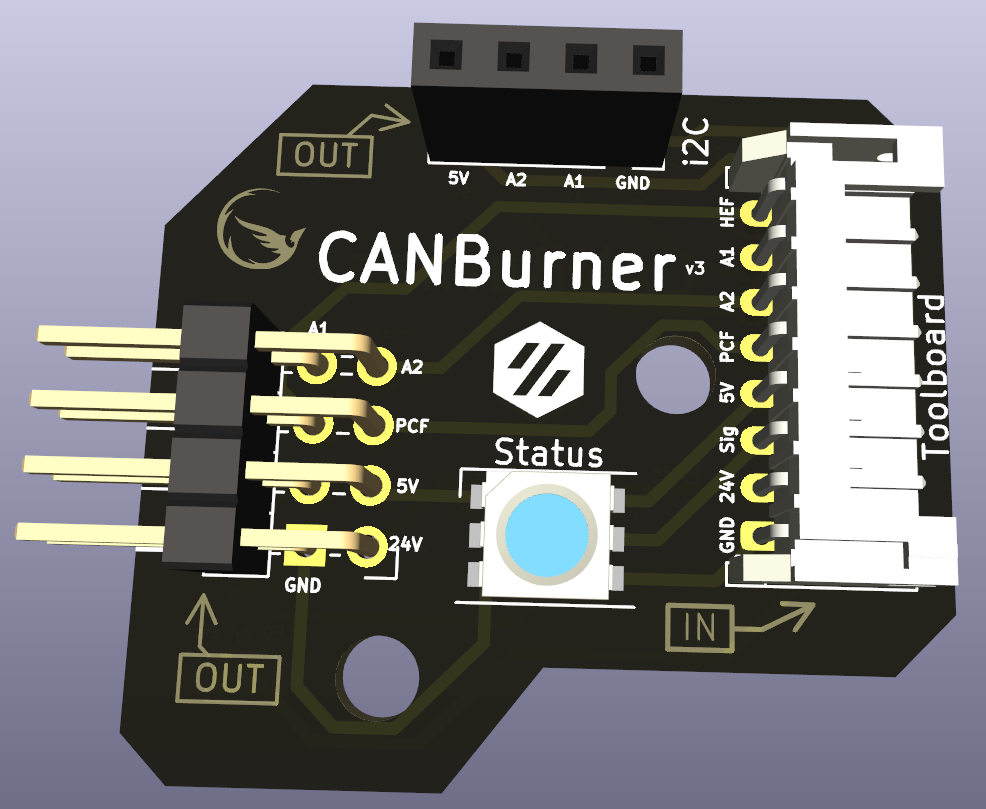 OUT
i2C
5V A2 A1 GND
CANBurner v3
HEF
A1
A2
PCF
5V
Sig
24V
GND
Toolboard
A1
A2
PCF
5V
24V
GND
Status
IN
OUT